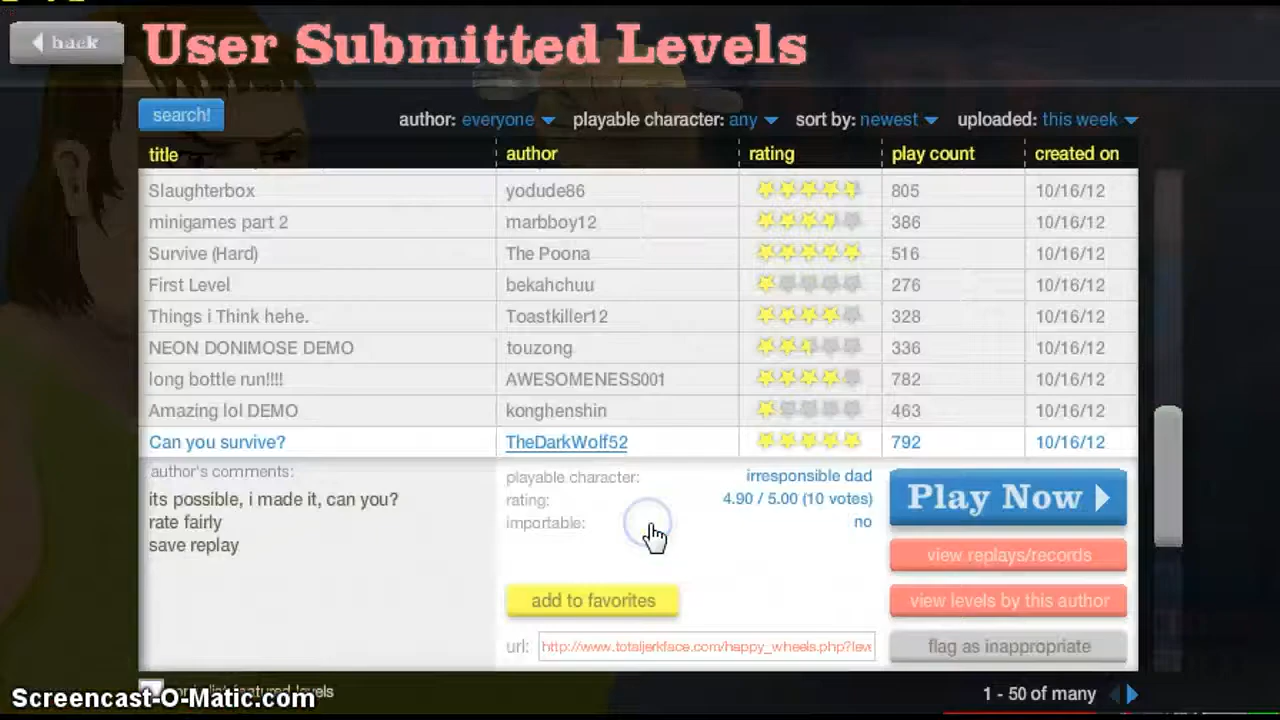 back
User Submitted Levels
search!
author: everyone playable character: any sort by: newest uploaded: this week
title author rating play count created on
Slaughterbox yodude86 805 10/16/12
minigames part 2 marbboy12 386 10/16/12
Survive (Hard) The Poona 516 10/16/12
First Level bekahchuu 276 10/16/12
Things i Think hehe. Toastkiller12 328 10/16/12
NEON DONIMOSE DEMO touzong 336 10/16/12
long bottle run!!!! AWESOMENESS001 782 10/16/12
Amazing lol DEMO konghenshin 463 10/16/12
Can you survive? TheDarkWolf52 792 10/16/12
author's comments:
its possible, i made it, can you?
rate fairly
save replay
playable character: irresponsible dad
rating: 4.90 / 5.00 (10 votes)
importable: no
add to favorites
url: http://www.totaljerkface.com/happy_wheels.php?lev
Play Now
view replays/records
view levels by this author
flag as inappropriate
featured levels
1 - 50 of many
Screencast-O-Matic.com